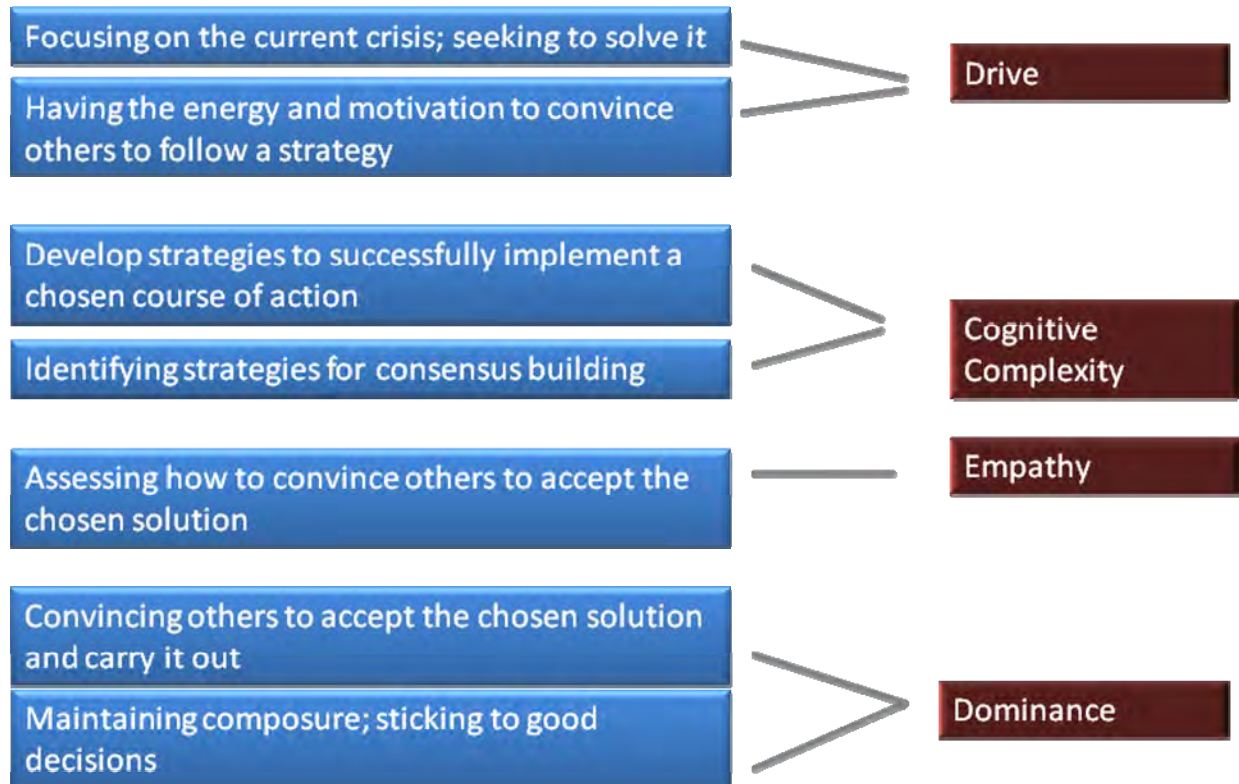 Focusing on the current crisis; seeking to solve it
Having the energy and motivation to convince
others to follow a strategy
Drive
Develop strategies to successfully implement a
chosen course of action
Identifying strategies for consensus building
Cognitive
Complexity
Assessing how to convince others to accept the
chosen solution
Empathy
Convincing others to accept the chosen solution
and carry it out
Maintaining composure; sticking to good
decisions
Dominance